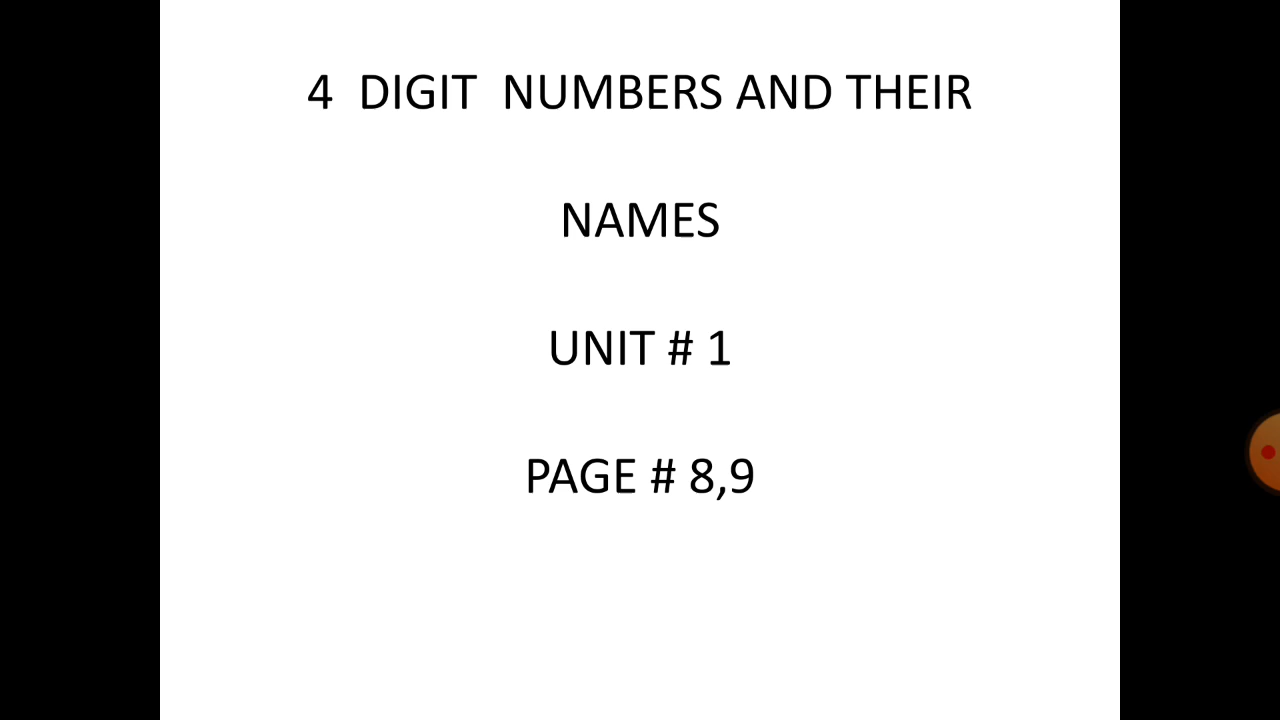 4 DIGIT NUMBERS AND THEIR
NAMES
UNIT # 1
PAGE # 8,9